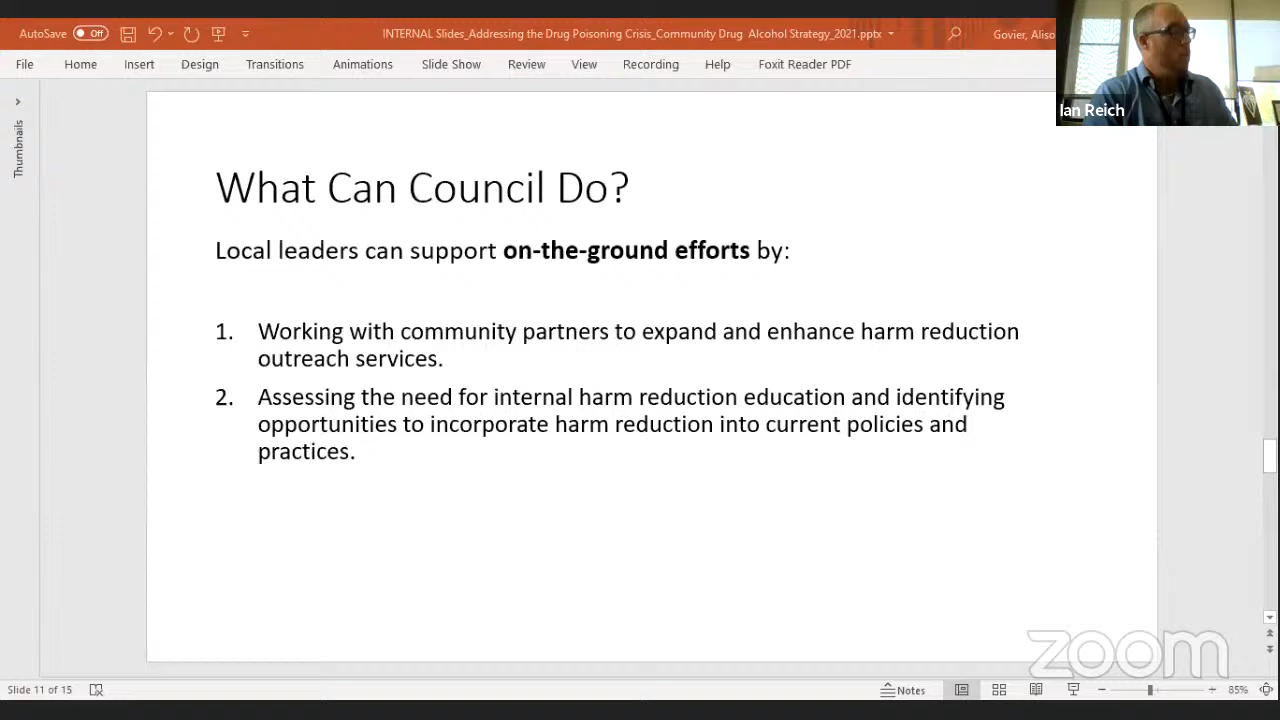 AutoSave Off INTERNAL Slides_Addressing the Drug Poisoning Crisis_Community Drug Alcohol Strategy_2021.pptx Govier, Aliso
File Home Insert Design Transitions Animations Slide Show Review View Recording Help Foxit Reader PDF
Ian Reich
Thumbnails
What Can Council Do?
Local leaders can support on-the-ground efforts by:
1. Working with community partners to expand and enhance harm reduction
outreach services.
2. Assessing the need for internal harm reduction education and identifying
opportunities to incorporate harm reduction into current policies and
practices.
zoom
Slide 11 of 15 Notes 85%